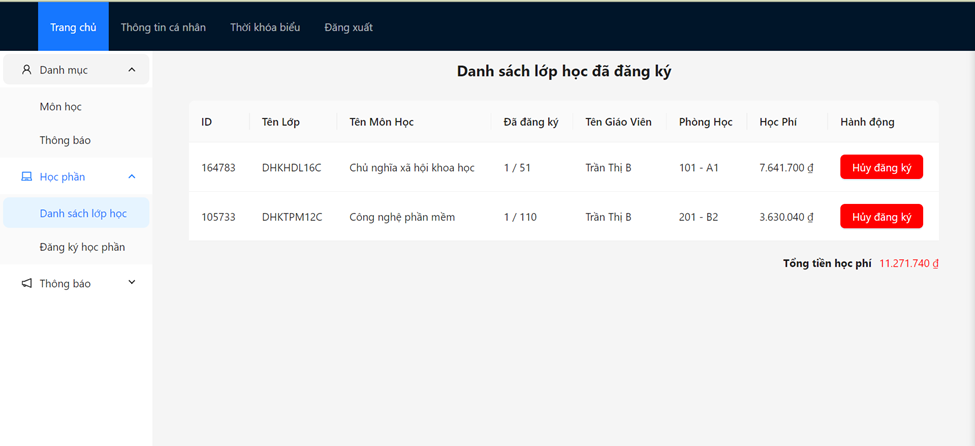 Trang chủ Thông tin cá nhân Thời khóa biểu Đăng xuất
Danh mục
Môn học
Thông báo
Học phần
Danh sách lớp học
Đăng ký học phần
Thông báo
Danh sách lớp học đã đăng ký
ID Tên Lớp Tên Môn Học Đã đăng ký Tên Giáo Viên Phòng Học Học Phí Hành động
164783 DHKHDL16C Chủ nghĩa xã hội khoa học 1 / 51 Trần Thị B 101 - A1 7.641.700 ₫ Hủy đăng ký
105733 DHKTPM12C Công nghệ phần mềm 1 / 110 Trần Thị B 201 - B2 3.630.040 ₫ Hủy đăng ký
Tổng tiền học phí 11.271.740 ₫